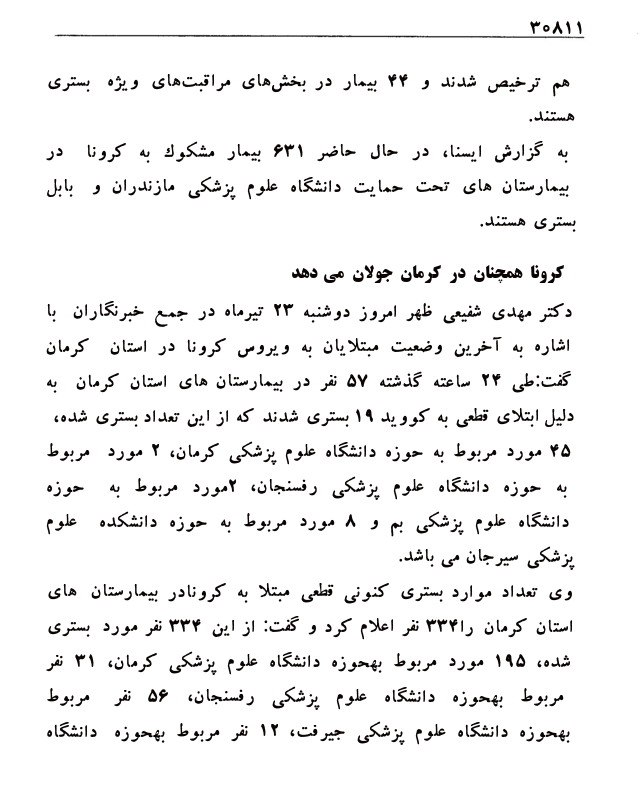 ۳۰۸۱۱
هم ترخیص شدند و ۴۴ بیمار در بخش‌های مراقبت‌های ویژه بستری
هستند.
به گزارش ایسنا، در حال حاضر ۶۳۱ بیمار مشکوك به کرونا در
بیمارستان های تحت حمایت دانشگاه علوم پزشکی مازندران و بابل
بستری هستند.
کرونا همچنان در کرمان جولان می دهد
دکتر مهدی شفیعی ظهر امروز دوشنبه ۲۳ تیرماه در جمع خبرنگاران با
اشاره به آخرین وضعیت مبتلایان به ویروس کرونا در استان کرمان
گفت:طی ۲۴ ساعته گذشته ۵۷ نفر در بیمارستان های استان کرمان به
دلیل ابتلای قطعی به کووید ۱۹ بستری شدند که از این تعداد بستری شده،
۴۵ مورد مربوط به حوزه دانشگاه علوم پزشکی کرمان، ۲ مورد مربوط
به حوزه دانشگاه علوم پزشکی رفسنجان، ۲مورد مربوط به حوزه
دانشگاه علوم پزشکی بم و ۸ مورد مربوط به حوزه دانشکده علوم
پزشکی سیرجان می باشد.
وی تعداد موارد بستری کنونی قطعی مبتلا به کرونادر بیمارستان های
استان کرمان را۳۳۴ نفر اعلام کرد و گفت: از این ۳۳۴ نفر مورد بستری
شده، ۱۹۵ مورد مربوط بهحوزه دانشگاه علوم پزشکی کرمان، ۳۱ نفر
مربوط بهحوزه دانشگاه علوم پزشکی رفسنجان، ۵۶ نفر مربوط
بهحوزه دانشگاه علوم پزشکی جیرفت، ۱۲ نفر مربوط بهحوزه دانشگاه